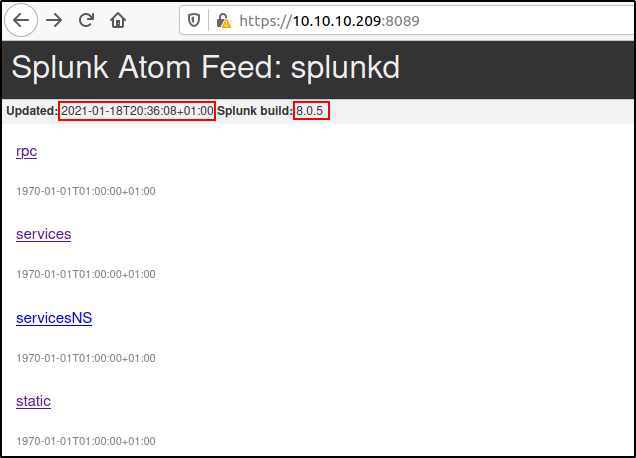 https://10.10.10.209:8089
Splunk Atom Feed: splunkd
Updated: 2021-01-18T20:36:08+01:00 Splunk build: 8.0.5
rpc
1970-01-01T01:00:00+01:00
services
1970-01-01T01:00:00+01:00
servicesNS
1970-01-01T01:00:00+01:00
static
1970-01-01T01:00:00+01:00